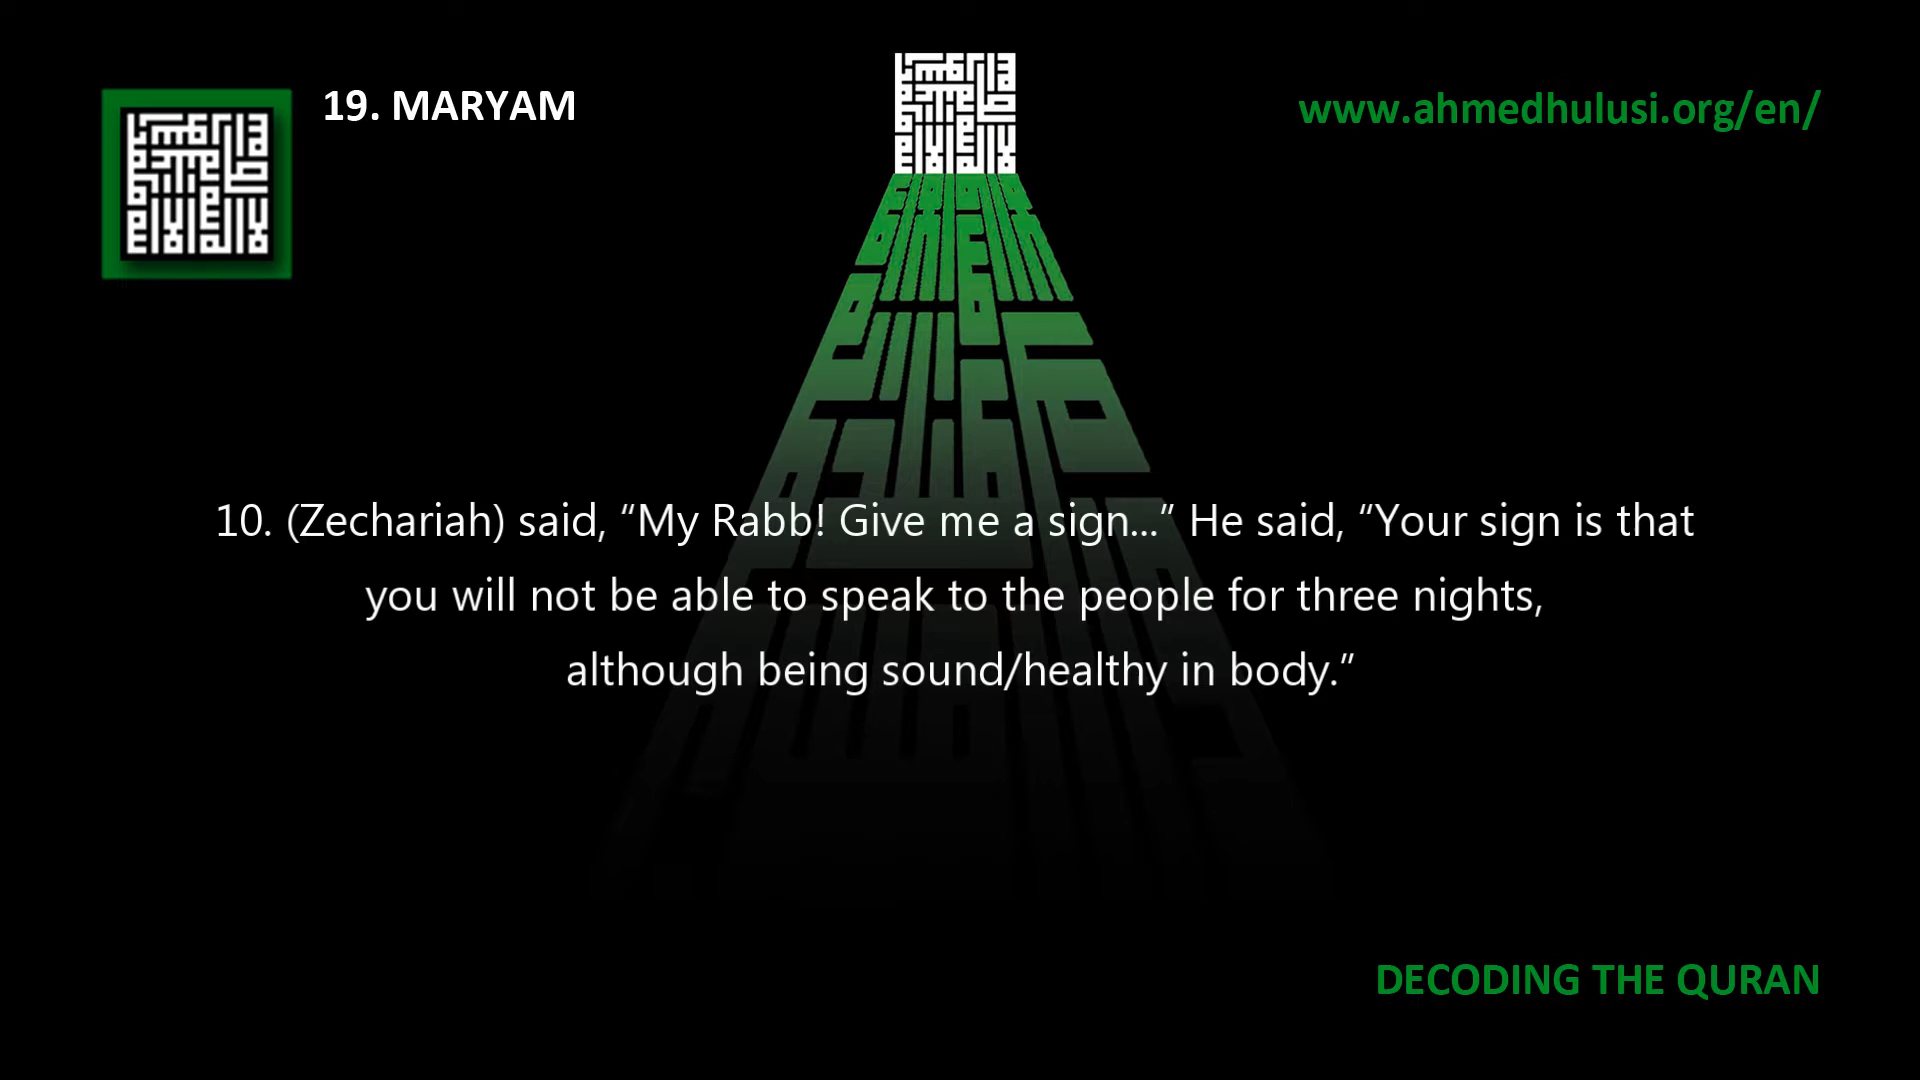 19. MARYAM
www.ahmedhulusi.org/en/
10. (Zechariah) said, “My Rabb! Give me a sign...” He said, “Your sign is that
you will not be able to speak to the people for three nights,
although being sound/healthy in body.”
DECODING THE QURAN